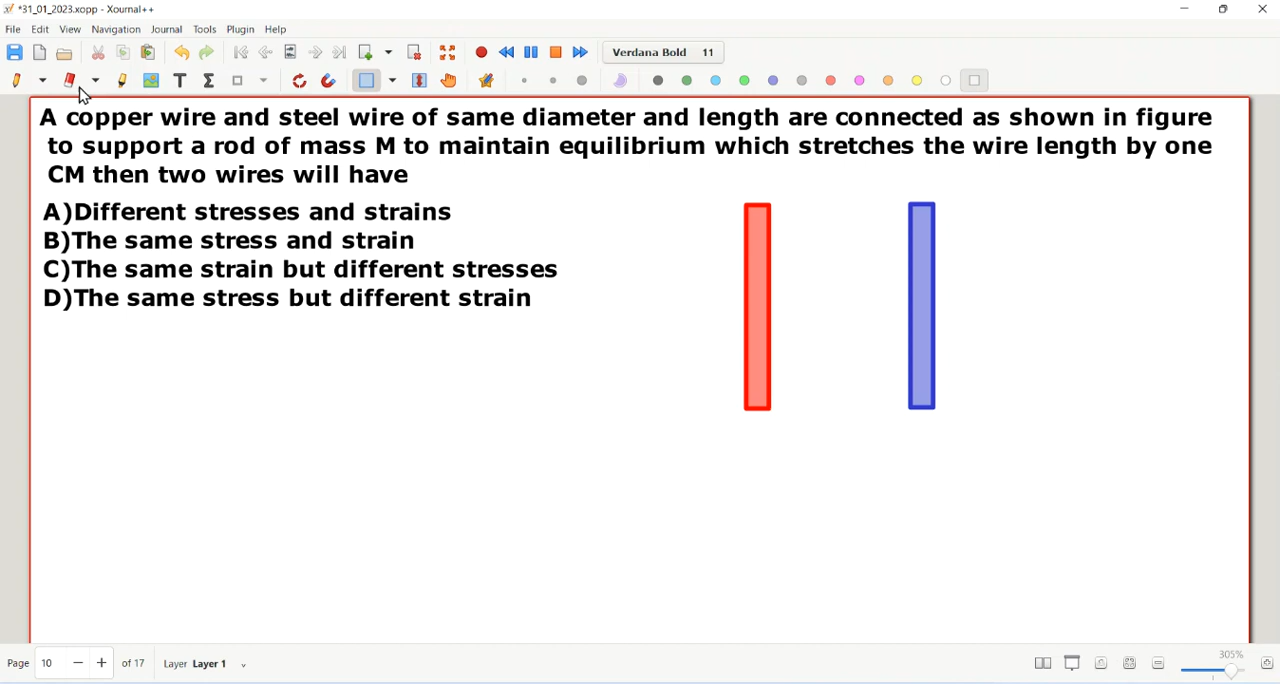 *31_01_2023.xopp - Xournal++
File Edit View Navigation Journal Tools Plugin Help
Verdana Bold 11
A copper wire and steel wire of same diameter and length are connected as shown in figure
to support a rod of mass M to maintain equilibrium which stretches the wire length by one
CM then two wires will have
A)Different stresses and strains
B)The same stress and strain
C)The same strain but different stresses
D)The same stress but different strain
Page 10 of 17 Layer Layer 1
305%